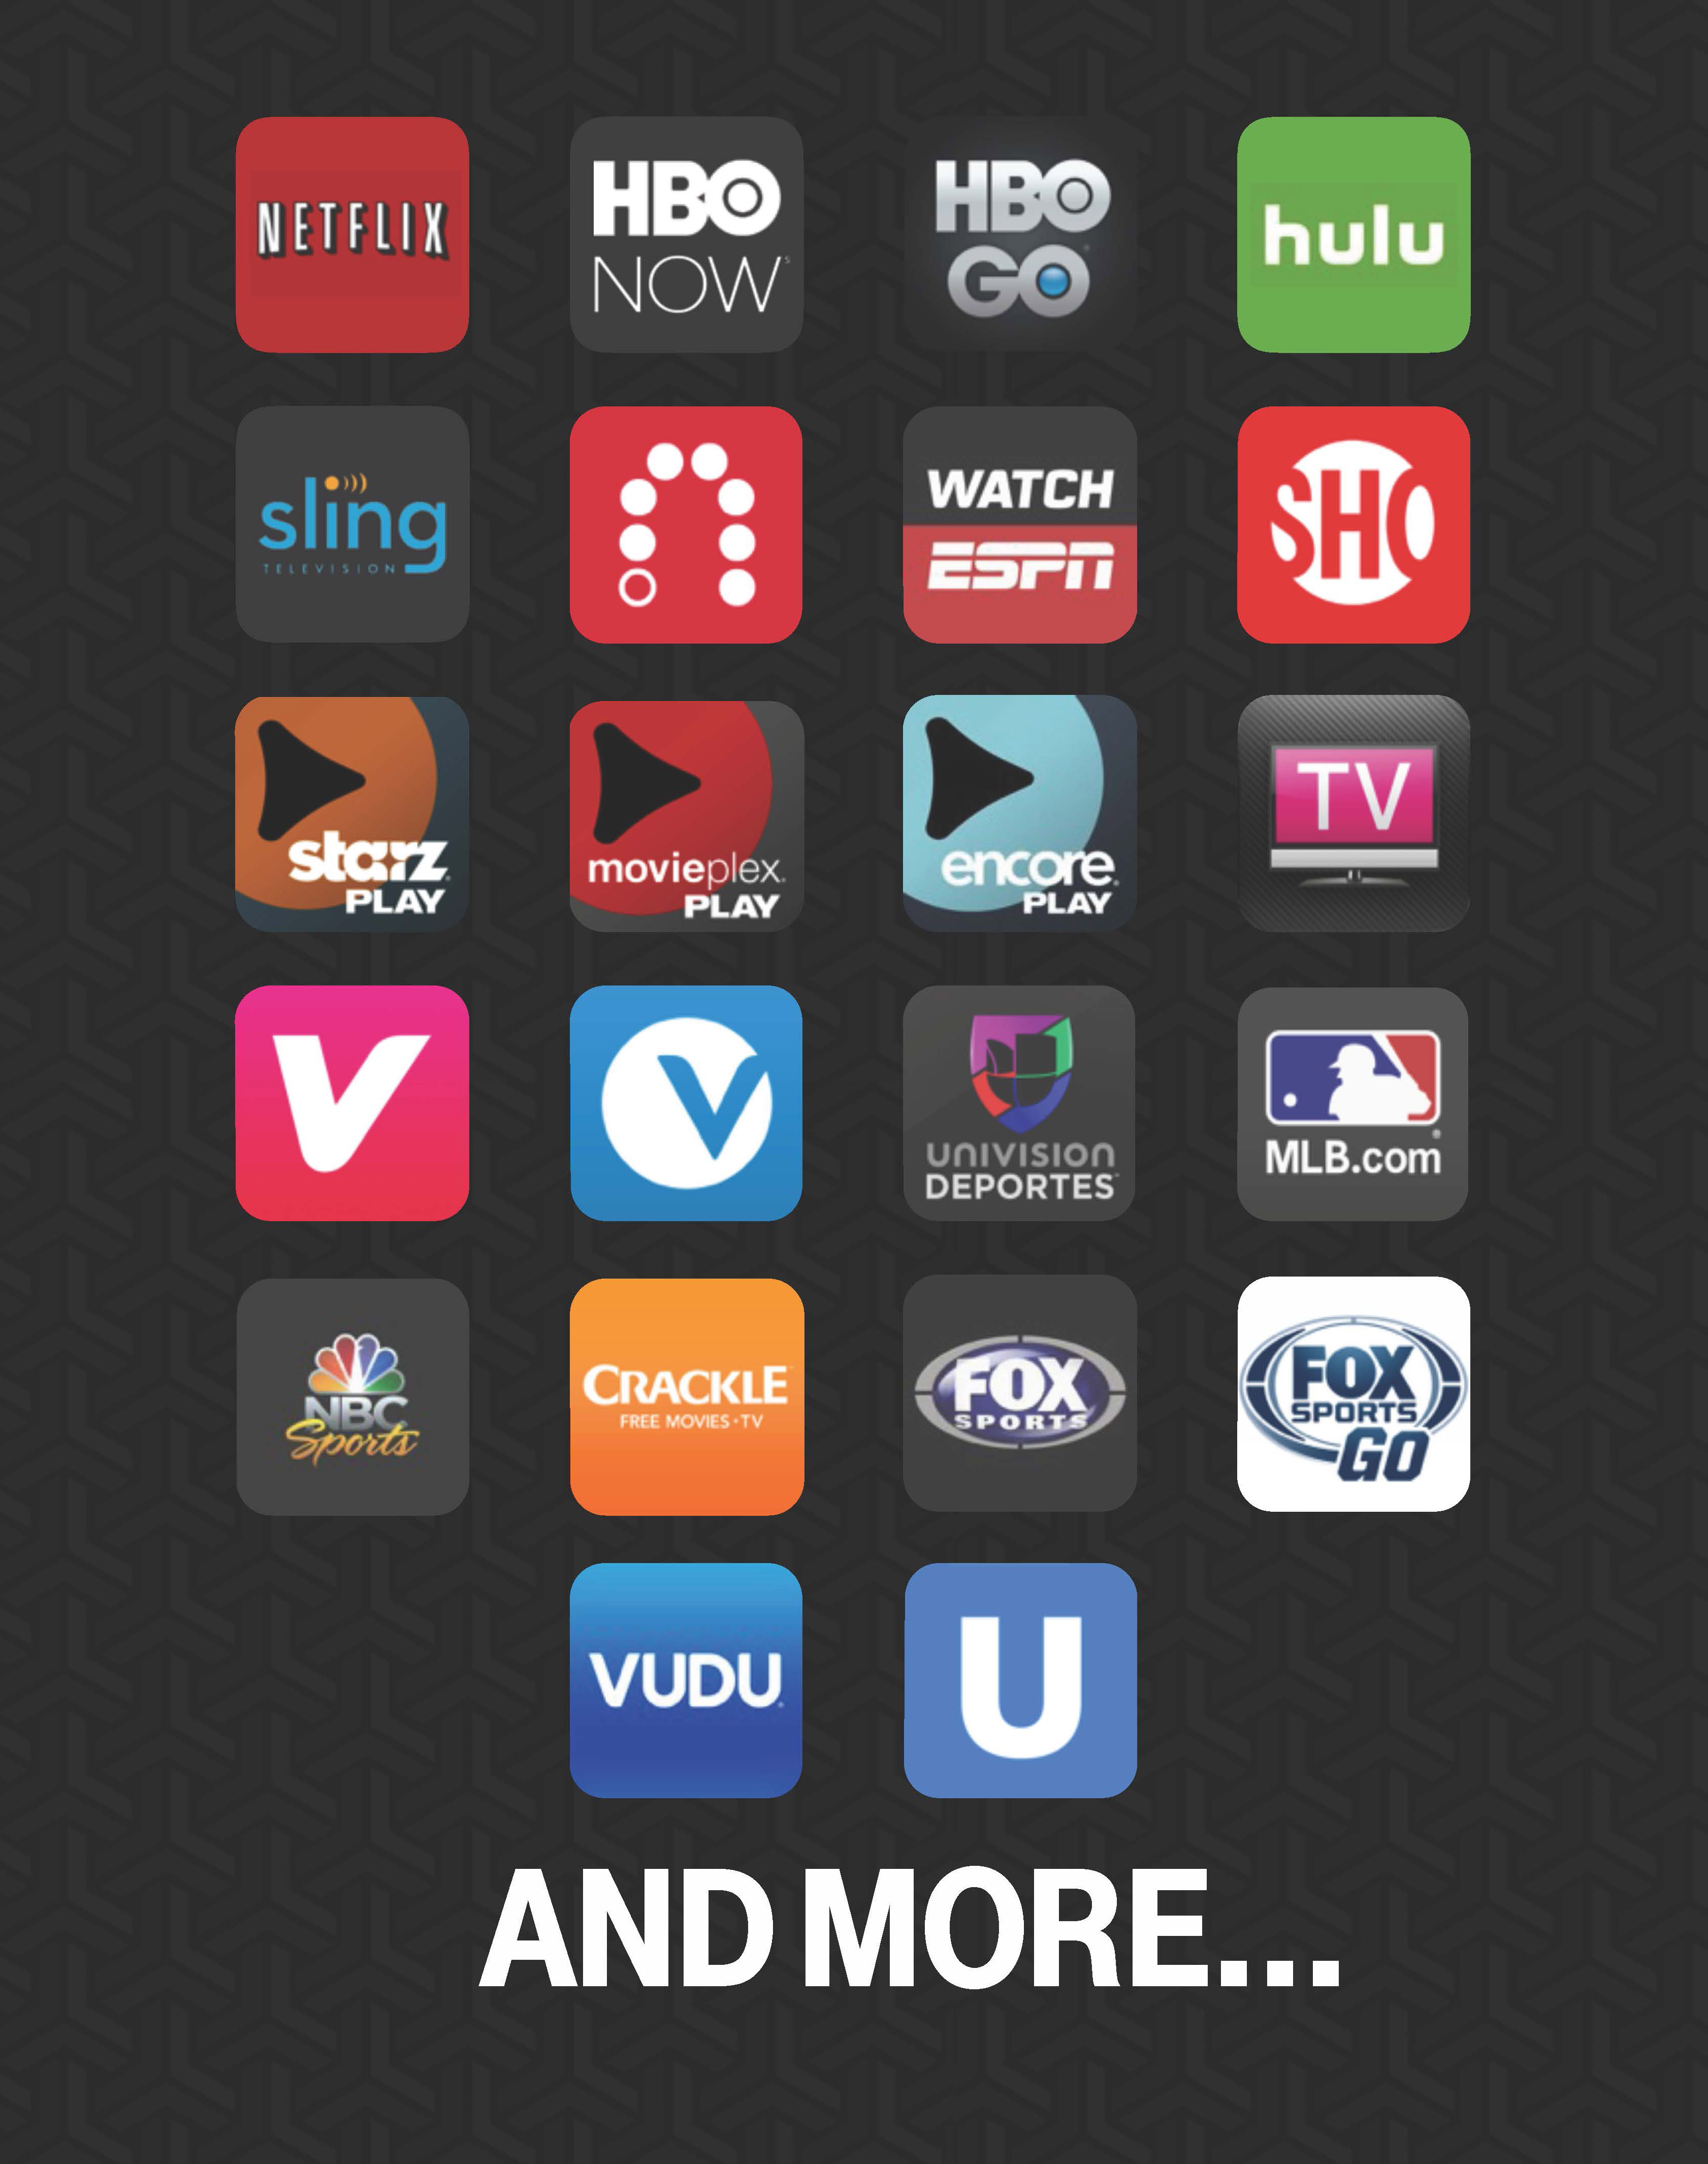 NETFLIX
HBO
NOW
HBO
GO
hulu
sling
TELEVISION
WATCH
ESPN
SHO
starz
PLAY
movieplex
PLAY
encore
PLAY
TV
V
V
UNIVISION
DEPORTES
MLB.com
NBC
Sports
CRACKLE
FREE MOVIES • TV
FOX
SPORTS
FOX
SPORTS
GO
VUDU
U
AND MORE...